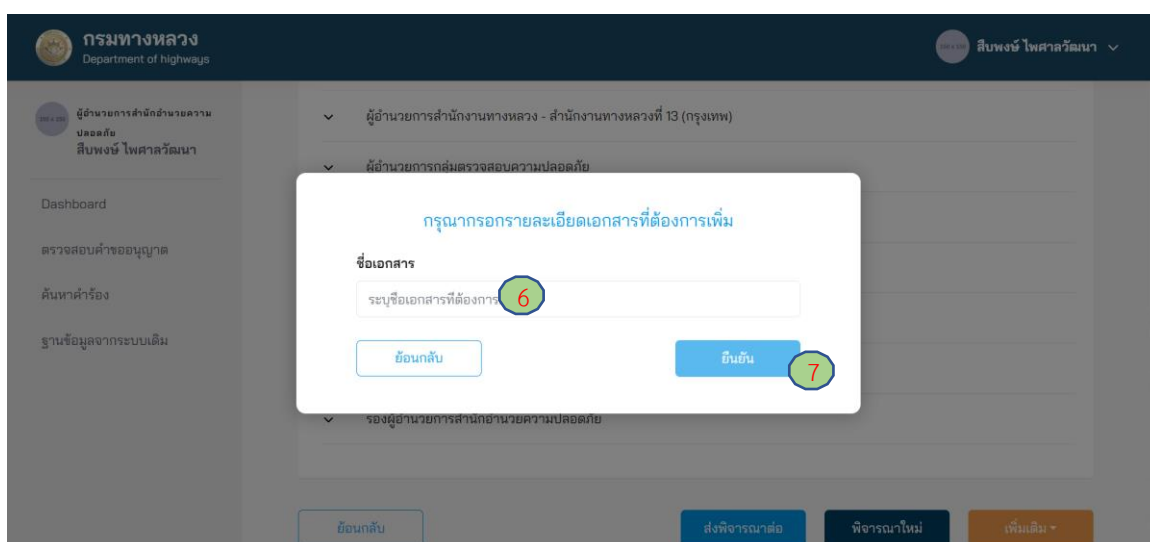 กรมทางหลวง
Department of highways
สืบพงษ์ ไพศาลวัฒนา
ผู้อำนวยการสำนักอำนวยความ
ปลอดภัย
สืบพงษ์ ไพศาลวัฒนา
Dashboard
ตรวจสอบคำขออนุญาต
ค้นหาคำร้อง
ฐานข้อมูลจากระบบเดิม
ผู้อำนวยการสำนักงานทางหลวง - สำนักงานทางหลวงที่ 13 (กรุงเทพ)
ผู้อำนวยการกลุ่มตรวจสอบความปลอดภัย
กรุณากรอกรายละเอียดเอกสารที่ต้องการเพิ่ม
ชื่อเอกสาร
ระบุชื่อเอกสารที่ต้องการ 6
ย้อนกลับ
ยืนยัน
7
รองผู้อำนวยการสำนักอำนวยความปลอดภัย
ย้อนกลับ
ส่งพิจารณาต่อ
พิจารณาใหม่
เพิ่มเติม